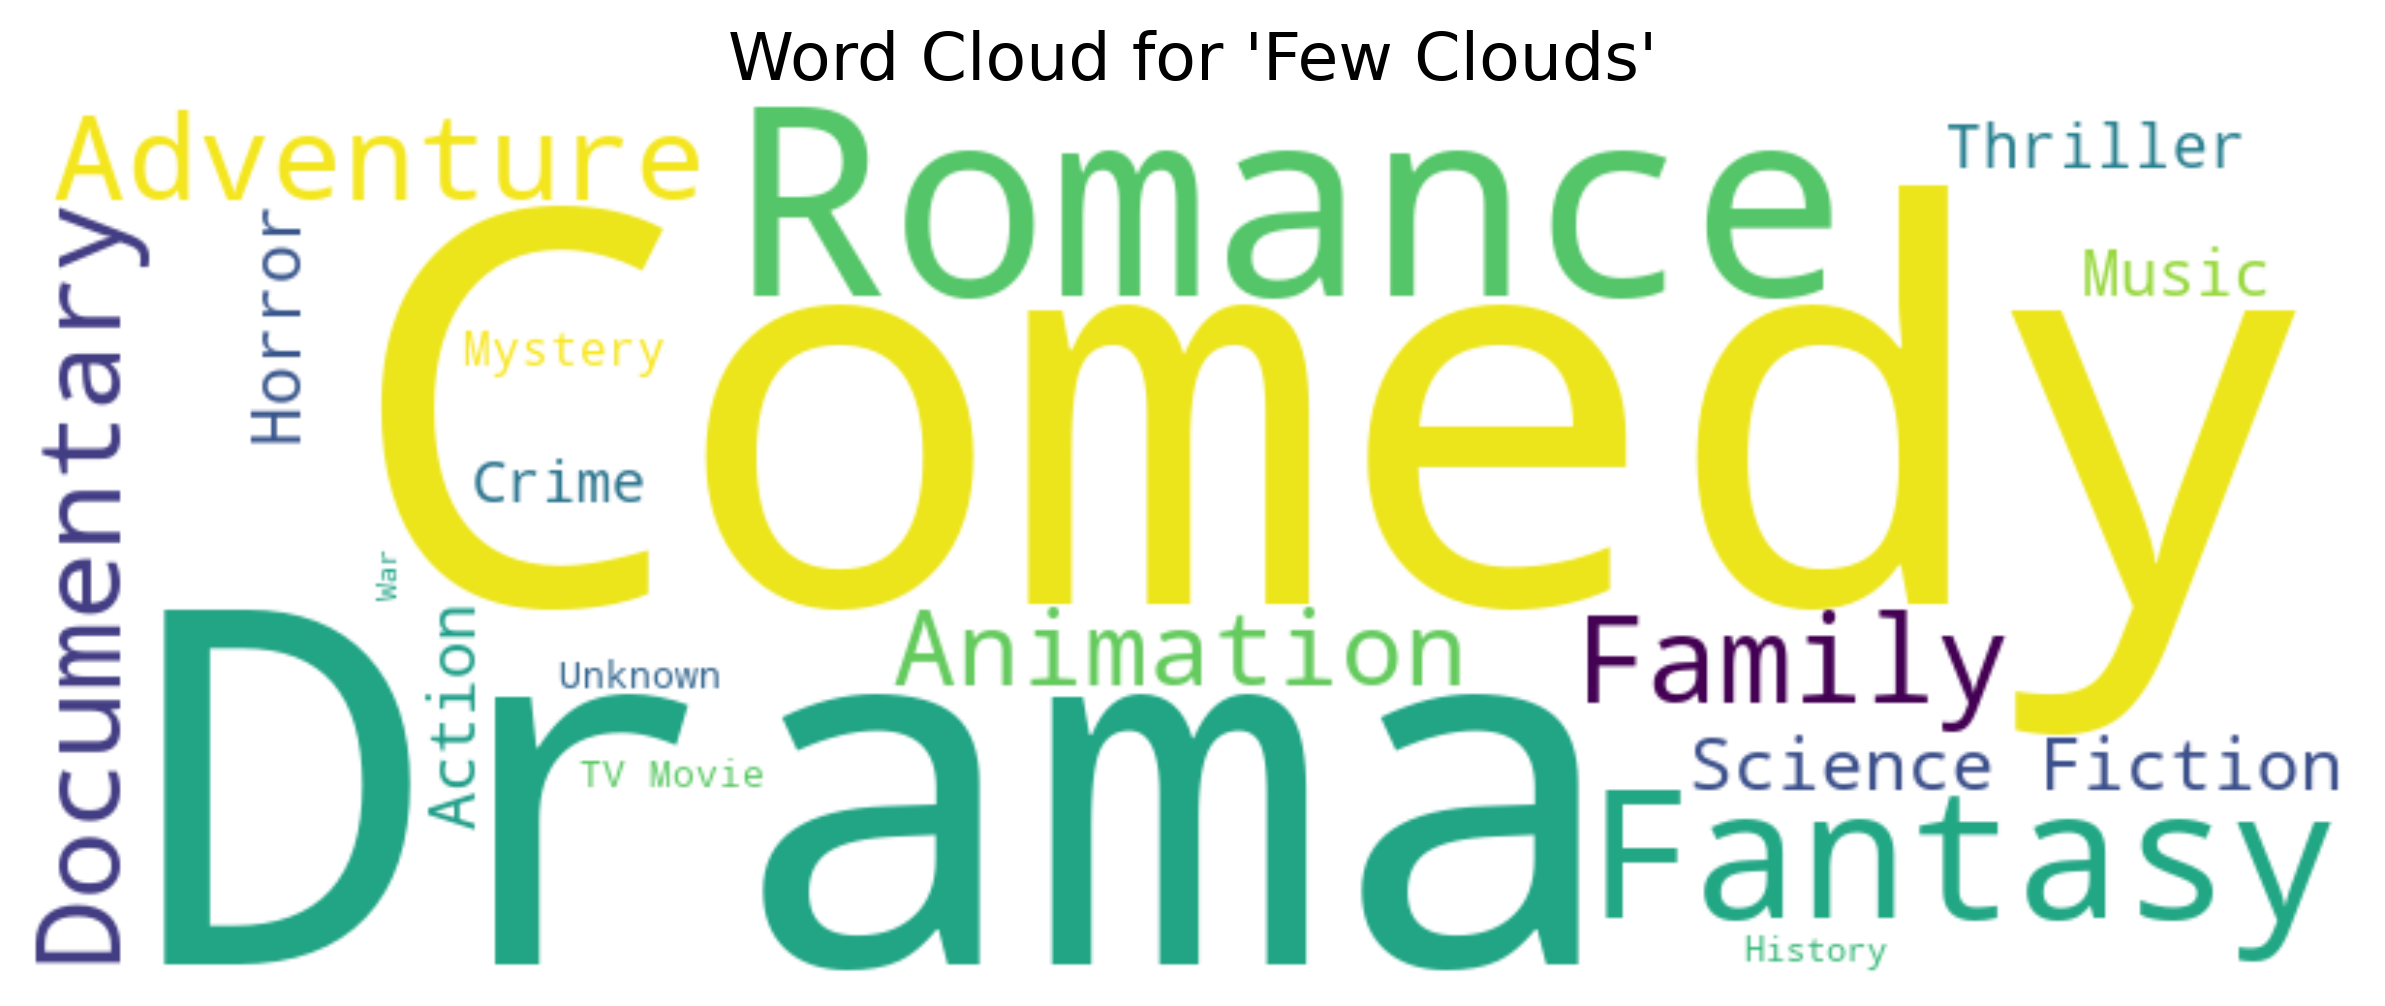 Word Cloud for 'Few Clouds'
Adventure
Romance
Thriller
Documentary
Horror
Comedy
Music
Mystery
Crime
War
Drama
Action
Animation
Family
Unknown
TV Movie
Science Fiction
Fantasy
History